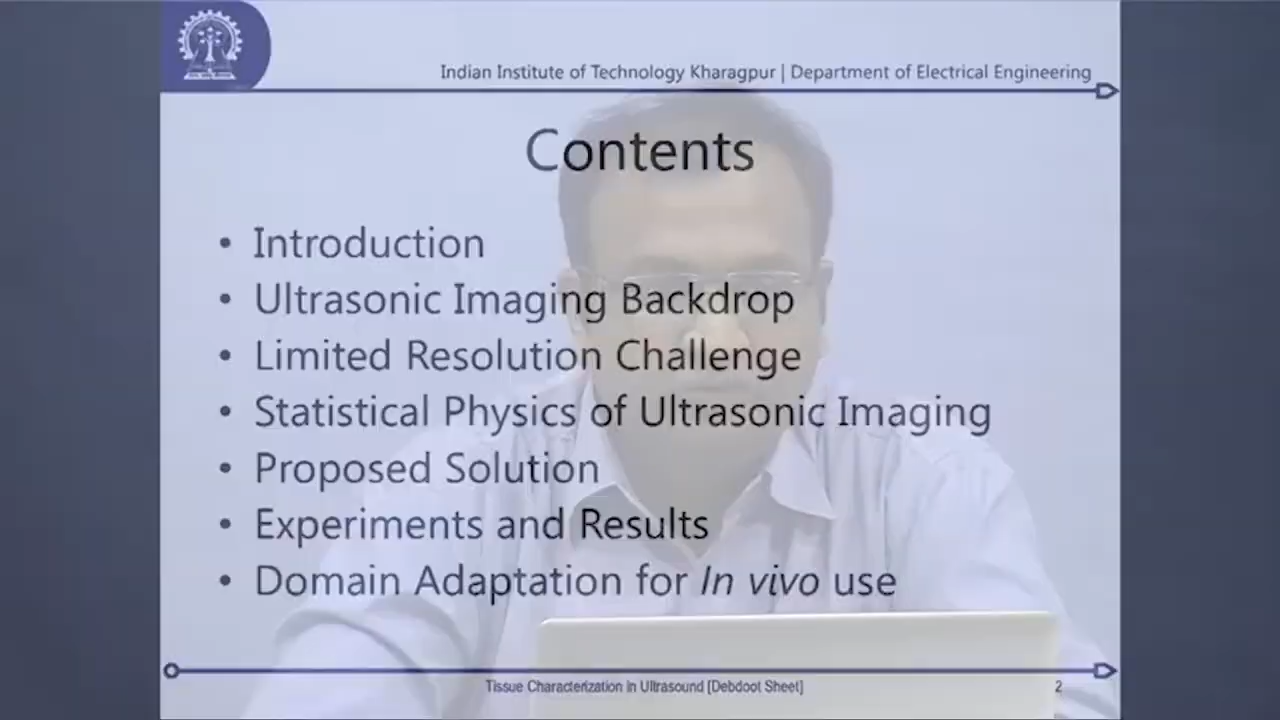 Indian Institute of Technology Kharagpur | Department of Electrical Engineering
Contents
• Introduction
• Ultrasonic Imaging Backdrop
• Limited Resolution Challenge
• Statistical Physics of Ultrasonic Imaging
• Proposed Solution
• Experiments and Results
• Domain Adaptation for In vivo use
Tissue Characterization in Ultrasound [Debdoot Sheet]
2